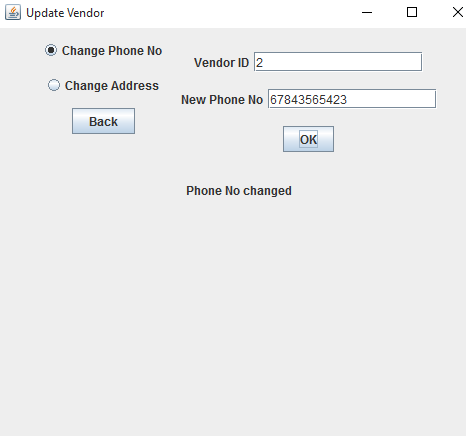 Update Vendor
Change Phone No
Vendor ID 2
Change Address
New Phone No 67843565423
Back
OK
Phone No changed